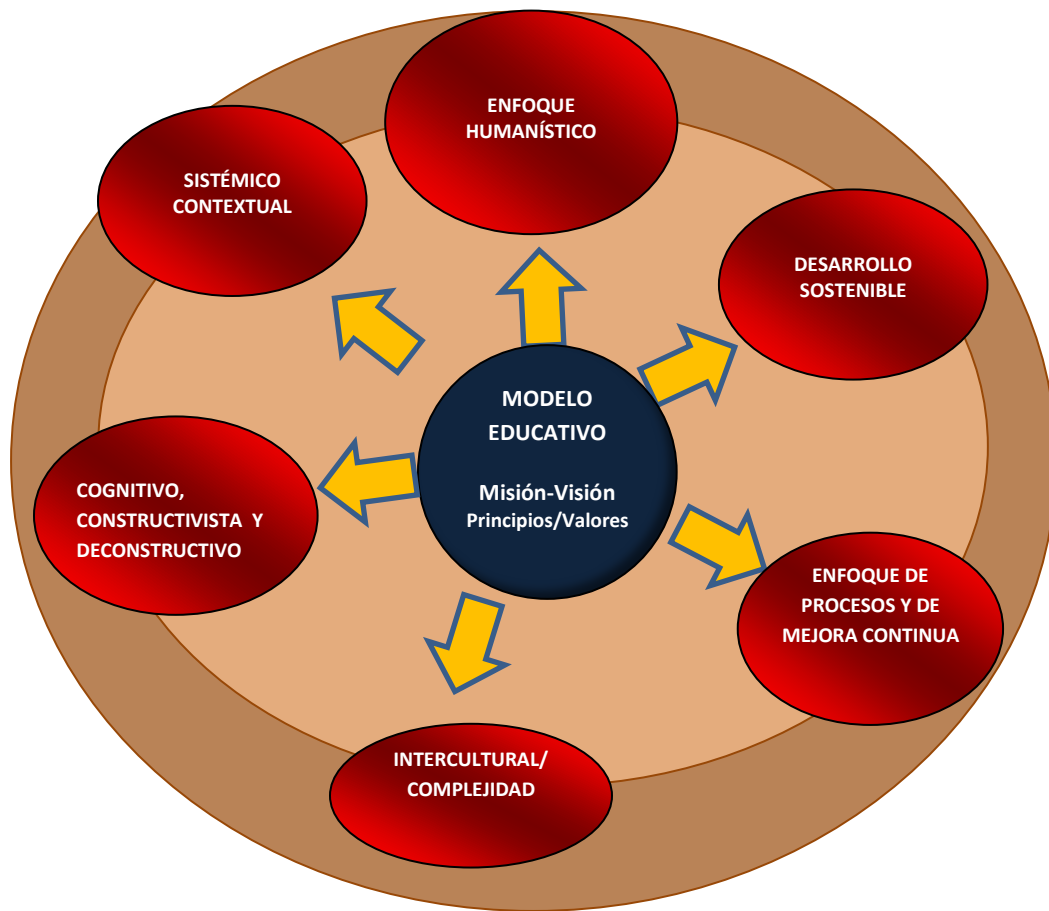 ENFOQUE
HUMANÍSTICO
SISTÉMICO
CONTEXTUAL
DESARROLLO
SOSTENIBLE
MODELO
EDUCATIVO
Misión-Visión
Principios/Valores
COGNITIVO,
CONSTRUCTIVISTA Y
DECONSTRUCTIVO
ENFOQUE DE
PROCESOS Y DE
MEJORA CONTINUA
INTERCULTURAL/
COMPLEJIDAD